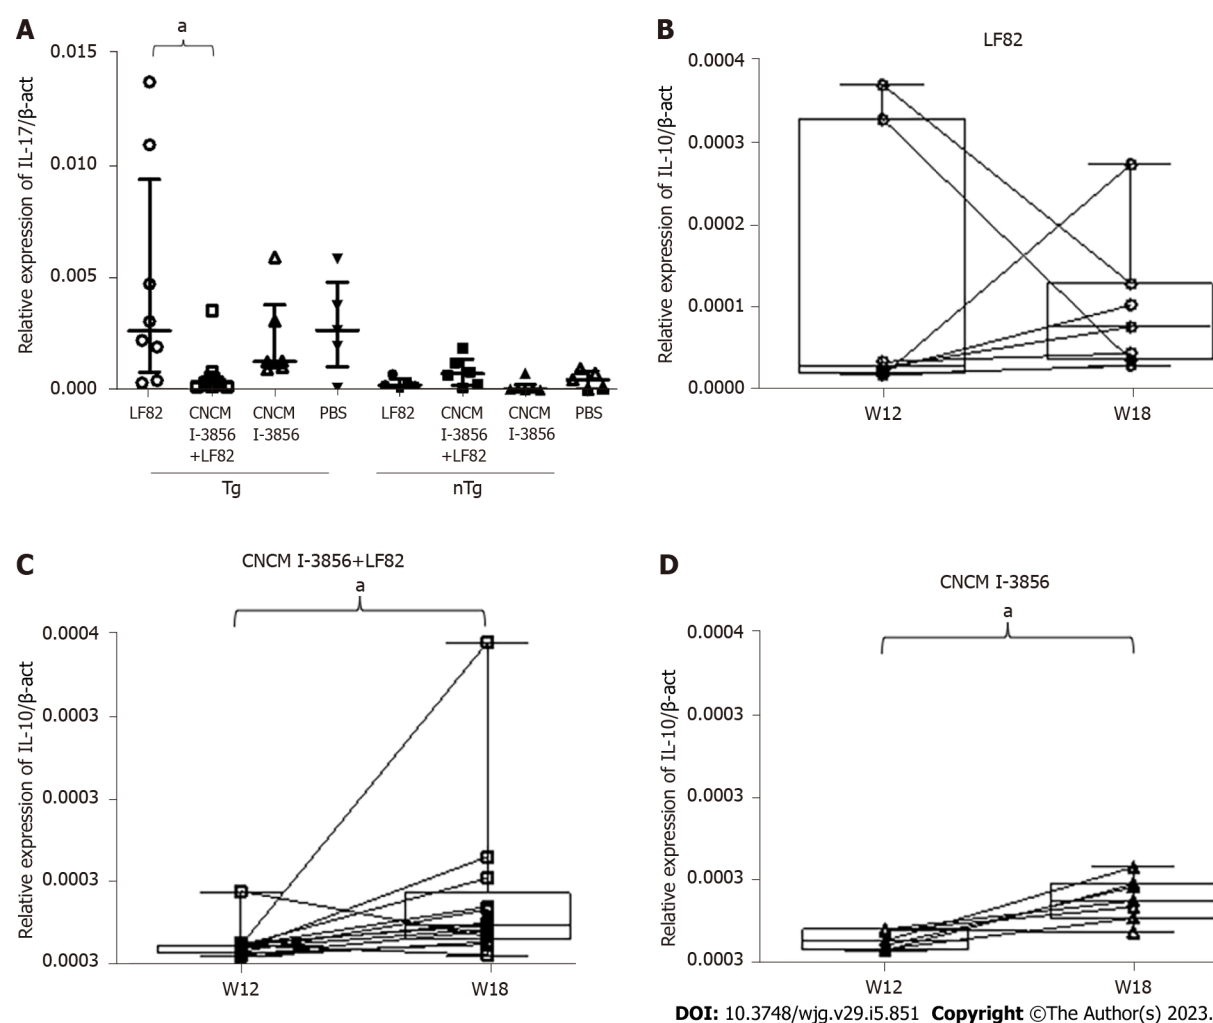 A
a
0.015
0.010
0.005
0.000
Relative expression of IL-17/β-act
LF82
CNCM
I-3856
+LF82
CNCM
I-3856
PBS
LF82
CNCM
I-3856
+LF82
CNCM
I-3856
PBS
Tg
nTg
B
LF82
0.0004
0.0003
0.0002
0.0001
0.0000
Relative expression of IL-10/β-act
W12
W18
C
CNCM I-3856+LF82
a
0.0004
0.0003
0.0003
0.0003
0.0003
Relative expression of IL-10/β-act
W12
W18
D
CNCM I-3856
a
0.0004
0.0003
0.0003
0.0003
0.0003
Relative expression of IL-10/β-act
W12
W18
DOI: 10.3748/wjg.v29.i5.851 Copyright ©The Author(s) 2023.